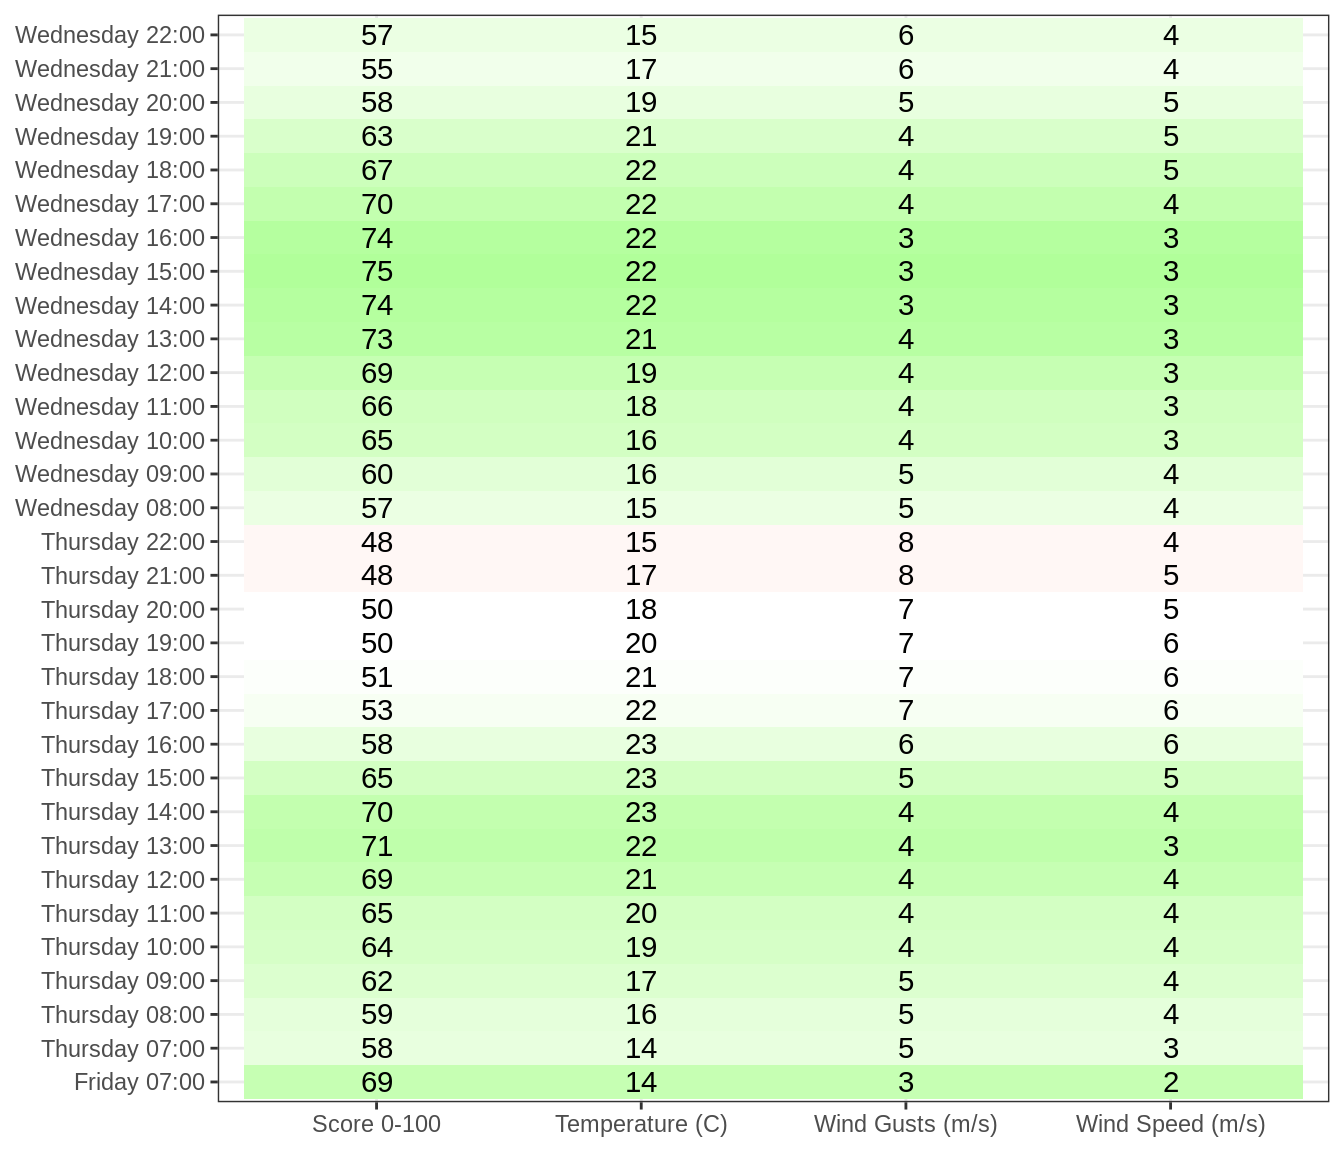 Wednesday 22:00 57 15 6 4
Wednesday 21:00 55 17 6 4
Wednesday 20:00 58 19 5 5
Wednesday 19:00 63 21 4 5
Wednesday 18:00 67 22 4 5
Wednesday 17:00 70 22 4 4
Wednesday 16:00 74 22 3 3
Wednesday 15:00 75 22 3 3
Wednesday 14:00 74 22 3 3
Wednesday 13:00 73 21 4 3
Wednesday 12:00 69 19 4 3
Wednesday 11:00 66 18 4 3
Wednesday 10:00 65 16 4 3
Wednesday 09:00 60 16 5 4
Wednesday 08:00 57 15 5 4
Thursday 22:00 48 15 8 4
Thursday 21:00 48 17 8 5
Thursday 20:00 50 18 7 5
Thursday 19:00 50 20 7 6
Thursday 18:00 51 21 7 6
Thursday 17:00 53 22 7 6
Thursday 16:00 58 23 6 6
Thursday 15:00 65 23 5 5
Thursday 14:00 70 23 4 4
Thursday 13:00 71 22 4 3
Thursday 12:00 69 21 4 4
Thursday 11:00 65 20 4 4
Thursday 10:00 64 19 4 4
Thursday 09:00 62 17 5 4
Thursday 08:00 59 16 5 4
Thursday 07:00 58 14 5 3
Friday 07:00 69 14 3 2
Score 0-100 Temperature (C) Wind Gusts (m/s) Wind Speed (m/s)